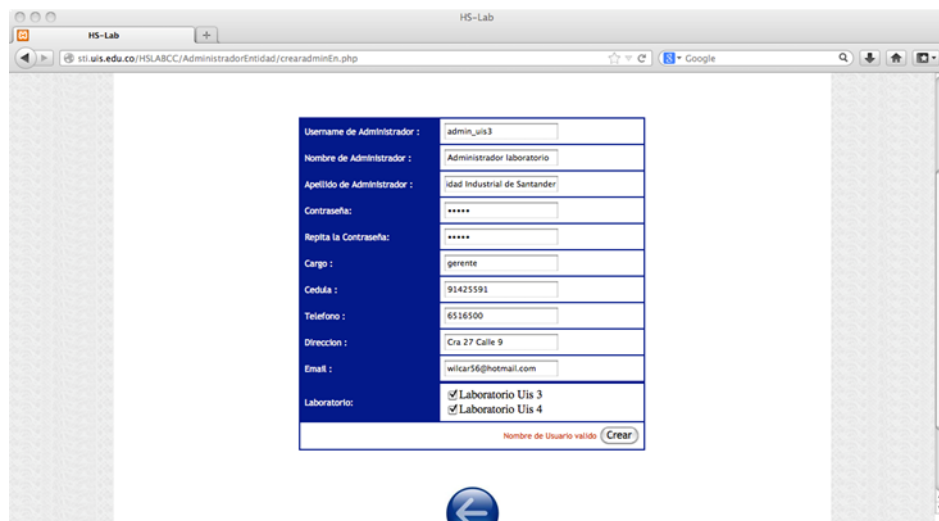 HS-Lab
HS-Lab
sti.uis.edu.co/HSLABCC/AdministradorEntidad/crearadminEn.php
Google
Username de Administrador : admin_uis3
Nombre de Administrador : Administrador laboratorio
Apellido de Administrador : idad Industrial de Santander
Contraseña: •••••
Repita la Contraseña: •••••
Cargo : gerente
Cedula : 91425591
Telefono : 6516500
Direccion : Cra 27 Calle 9
Email : wilcar56@hotmail.com
Laboratorio: Laboratorio Uis 3
Laboratorio Uis 4
Nombre de Usuario valido Crear